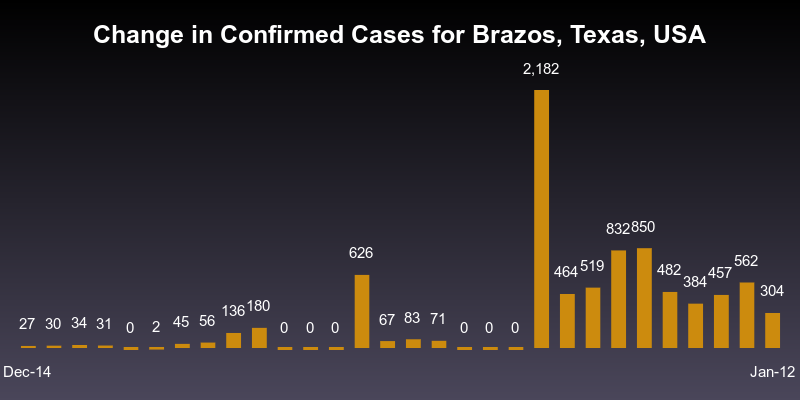 Change in Confirmed Cases for Brazos, Texas, USA
2,182
27 30 34 31 0 2 45 56 136 180 0 0 0 626 67 83 71 0 0 0 464 519 832 850 482 384 457 562 304
Dec-14 Jan-12